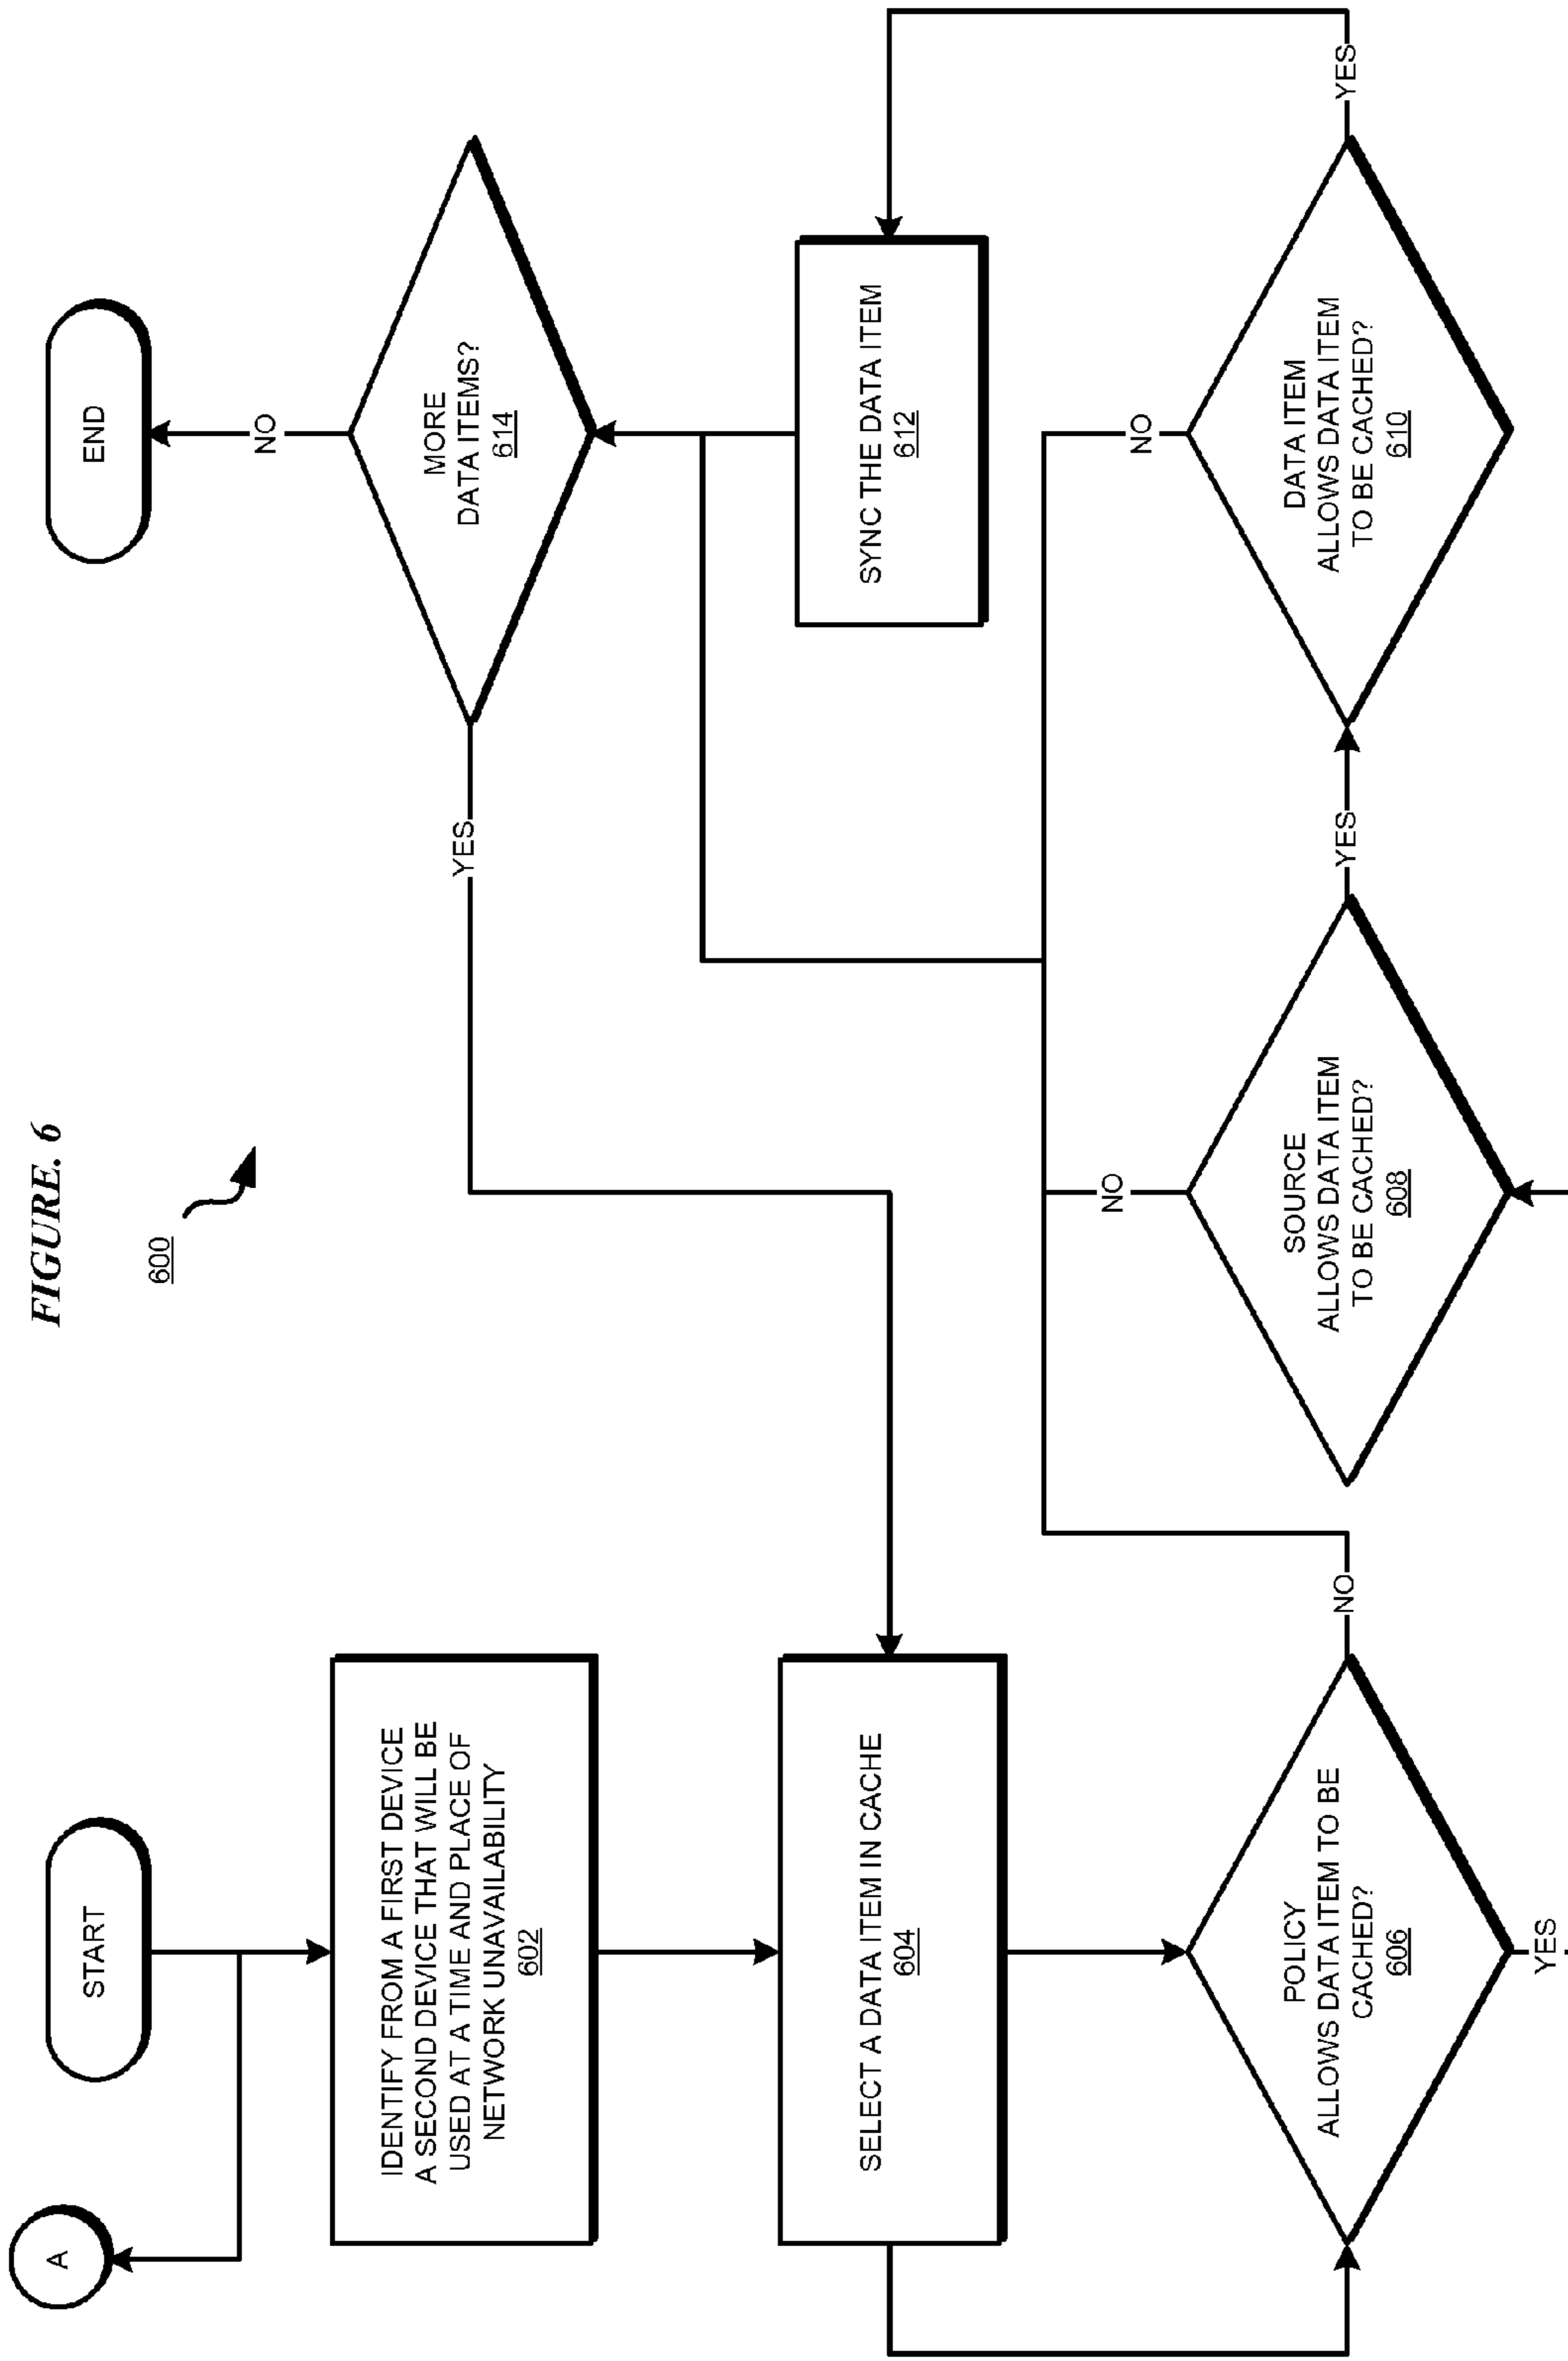 FIGURE. 6
600
A
START
IDENTIFY FROM A FIRST DEVICE
A SECOND DEVICE THAT WILL BE
USED AT A TIME AND PLACE OF
NETWORK UNAVAILABILITY
602
SELECT A DATA ITEM IN CACHE
604
POLICY
ALLOWS DATA ITEM TO BE
CACHED?
606
NO
YES
SOURCE
ALLOWS DATA ITEM
TO BE CACHED?
608
NO
YES
DATA ITEM
ALLOWS DATA ITEM
TO BE CACHED?
610
NO
YES
SYNC THE DATA ITEM
612
MORE
DATA ITEMS?
614
YES
NO
END